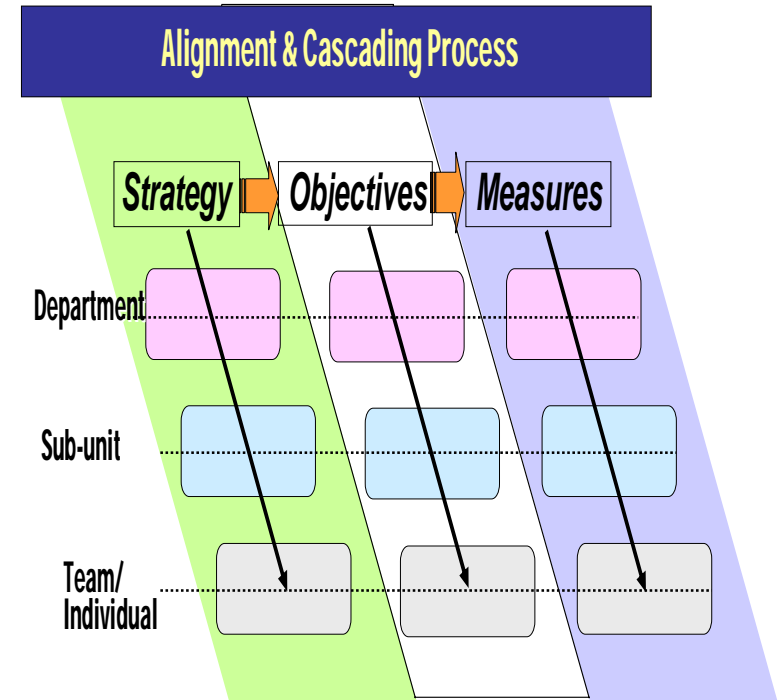 Alignment & Cascading Process
Strategy
Objectives
Measures
Department
Sub-unit
Team/
Individual